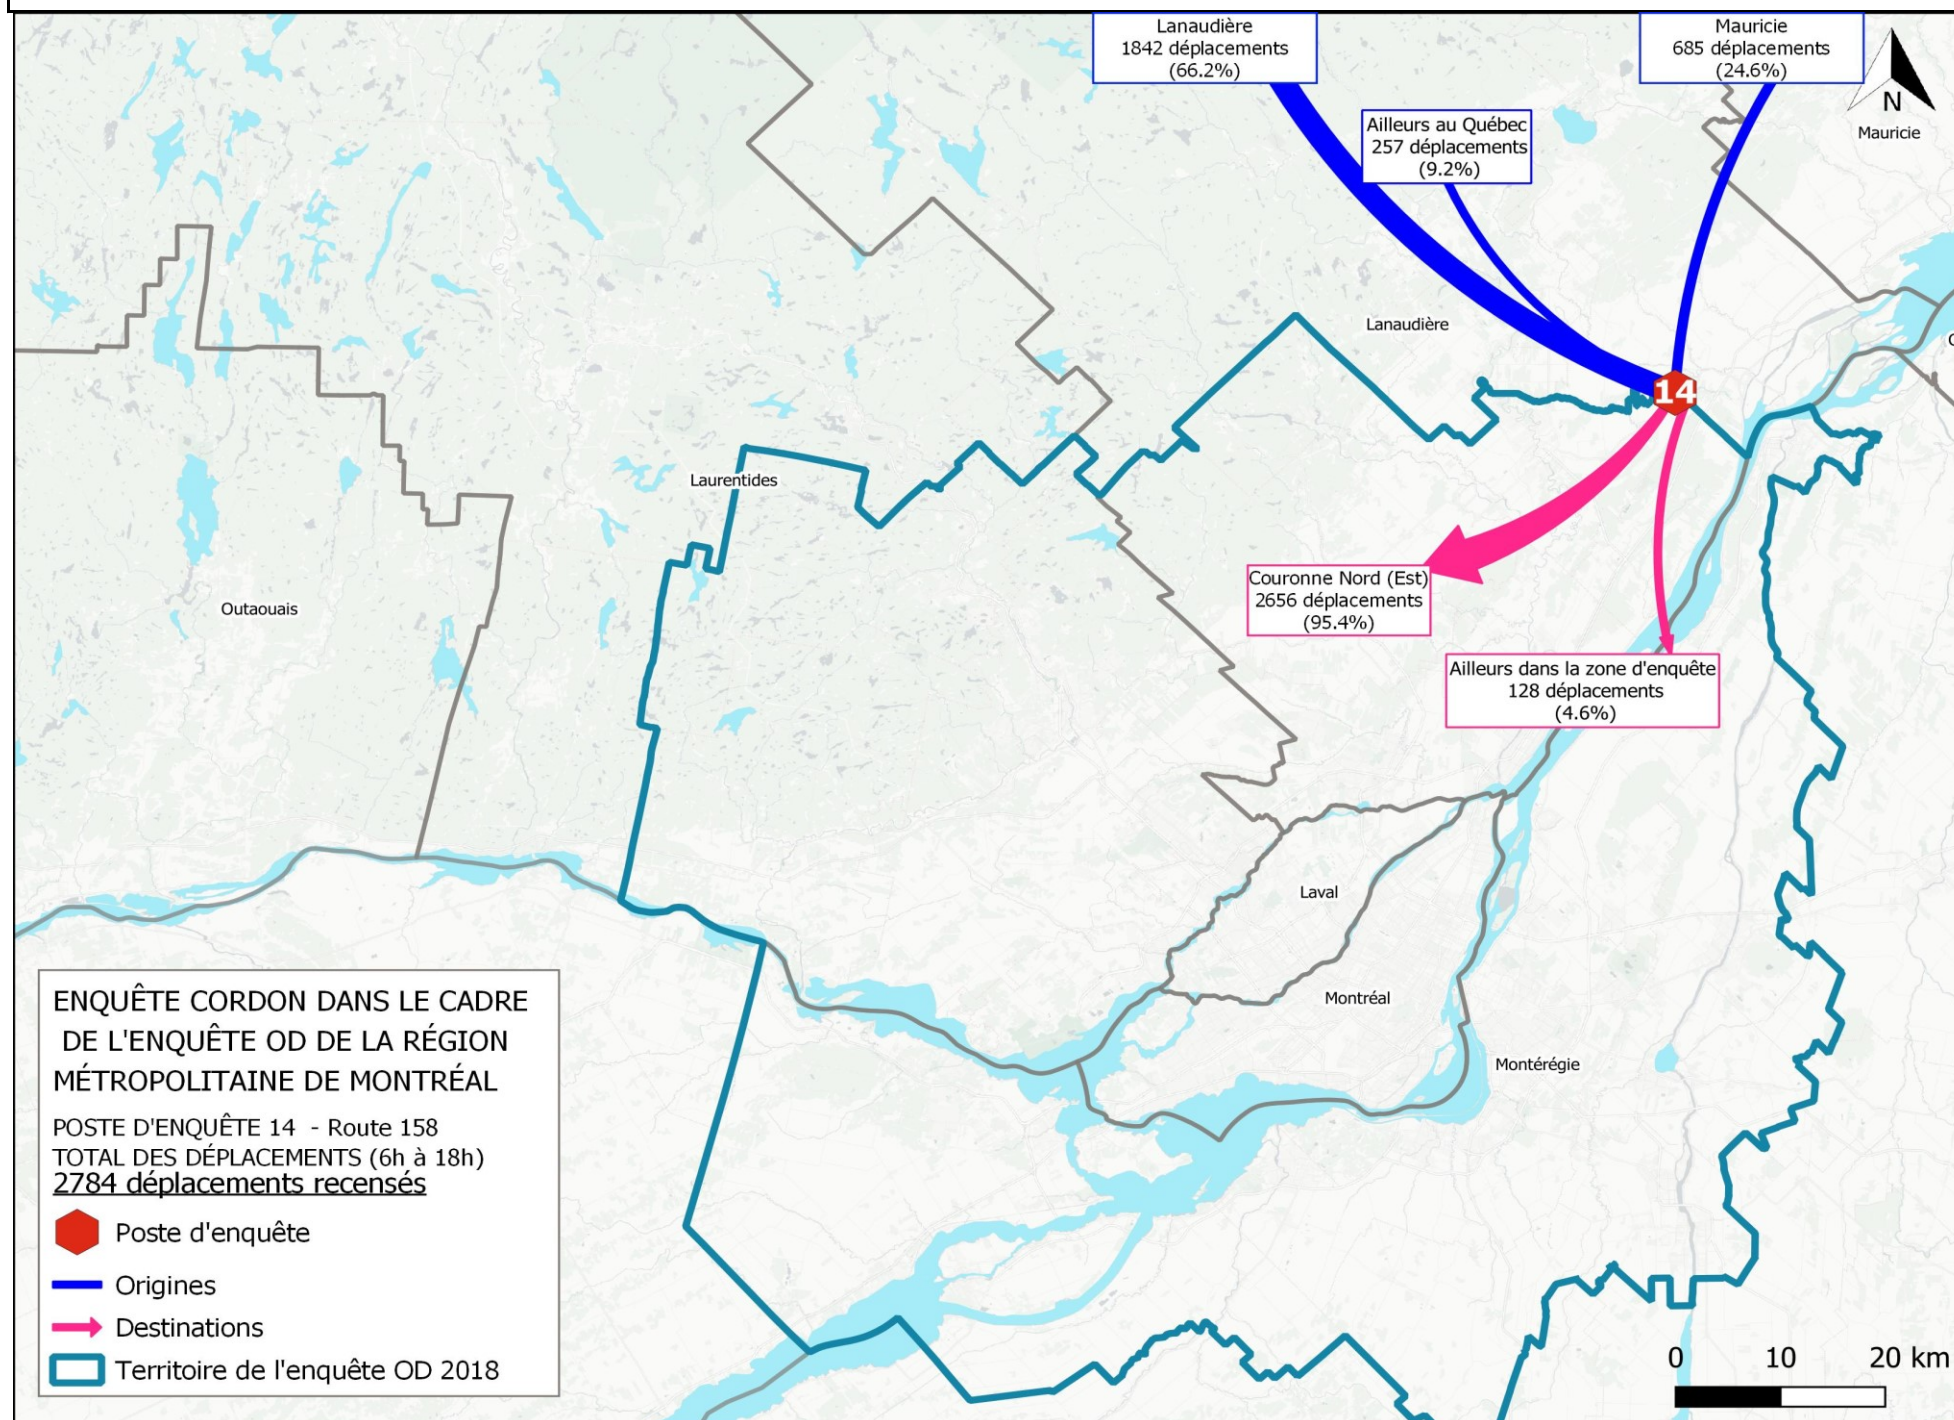 Lanaudière
1842 déplacements
(66.2%)
Mauricie
685 déplacements
(24.6%)
N
Mauricie
Ailleurs au Québec
257 déplacements
(9.2%)
Lanaudière
C
14
Laurentides
Outaouais
Couronne Nord (Est)
2656 déplacements
(95.4%)
Ailleurs dans la zone d'enquête
128 déplacements
(4.6%)
Laval
Montréal
Montérégie
ENQUÊTE CORDON DANS LE CADRE
DE L'ENQUÊTE OD DE LA RÉGION
MÉTROPOLITAINE DE MONTRÉAL
POSTE D'ENQUÊTE 14 - Route 158
TOTAL DES DÉPLACEMENTS (6h à 18h)
2784 déplacements recensés
Poste d'enquête
Origines
Destinations
Territoire de l'enquête OD 2018
0 10 20 km